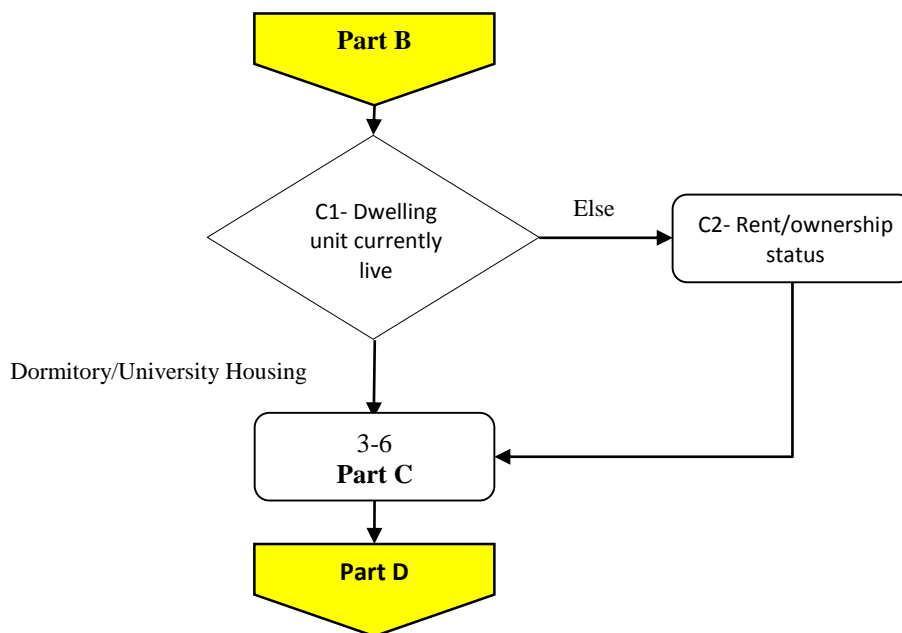 Part B
C1- Dwelling
unit currently
live
Else
C2- Rent/ownership
status
Dormitory/University Housing
3-6
Part C
Part D